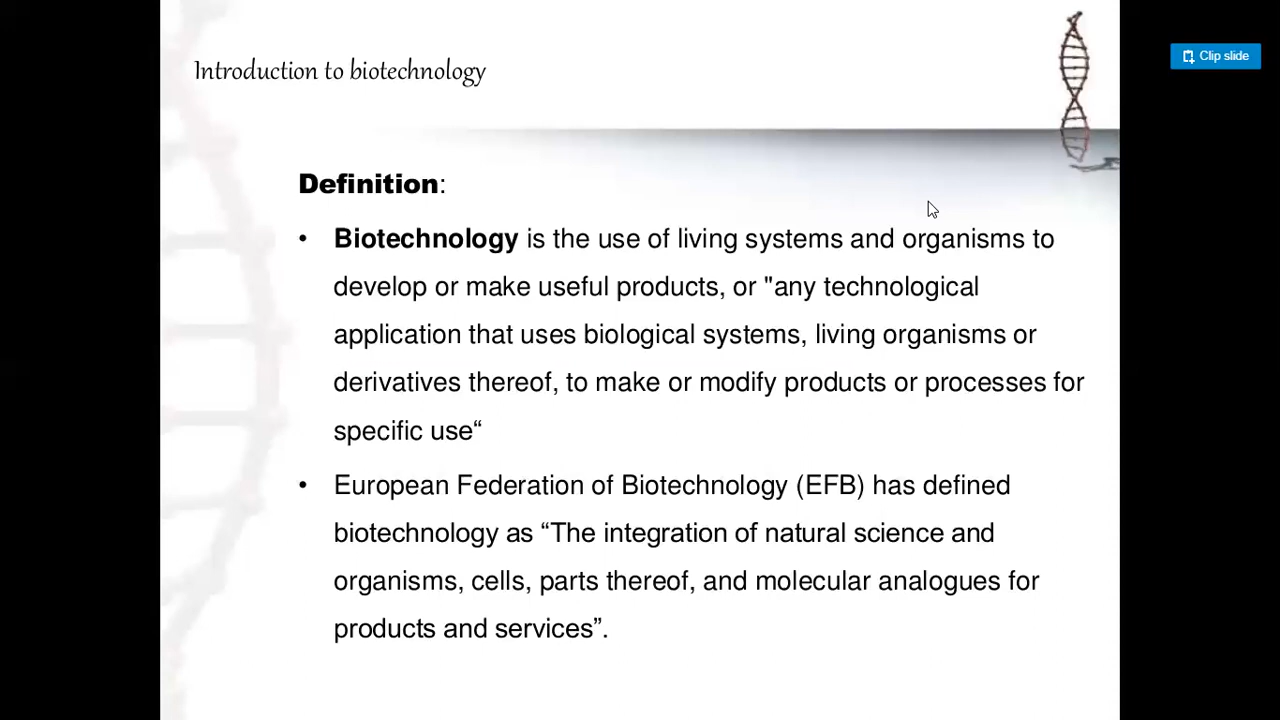 Introduction to biotechnology
Clip slide
Definition:
• Biotechnology is the use of living systems and organisms to
develop or make useful products, or "any technological
application that uses biological systems, living organisms or
derivatives thereof, to make or modify products or processes for
specific use“
• European Federation of Biotechnology (EFB) has defined
biotechnology as “The integration of natural science and
organisms, cells, parts thereof, and molecular analogues for
products and services”.